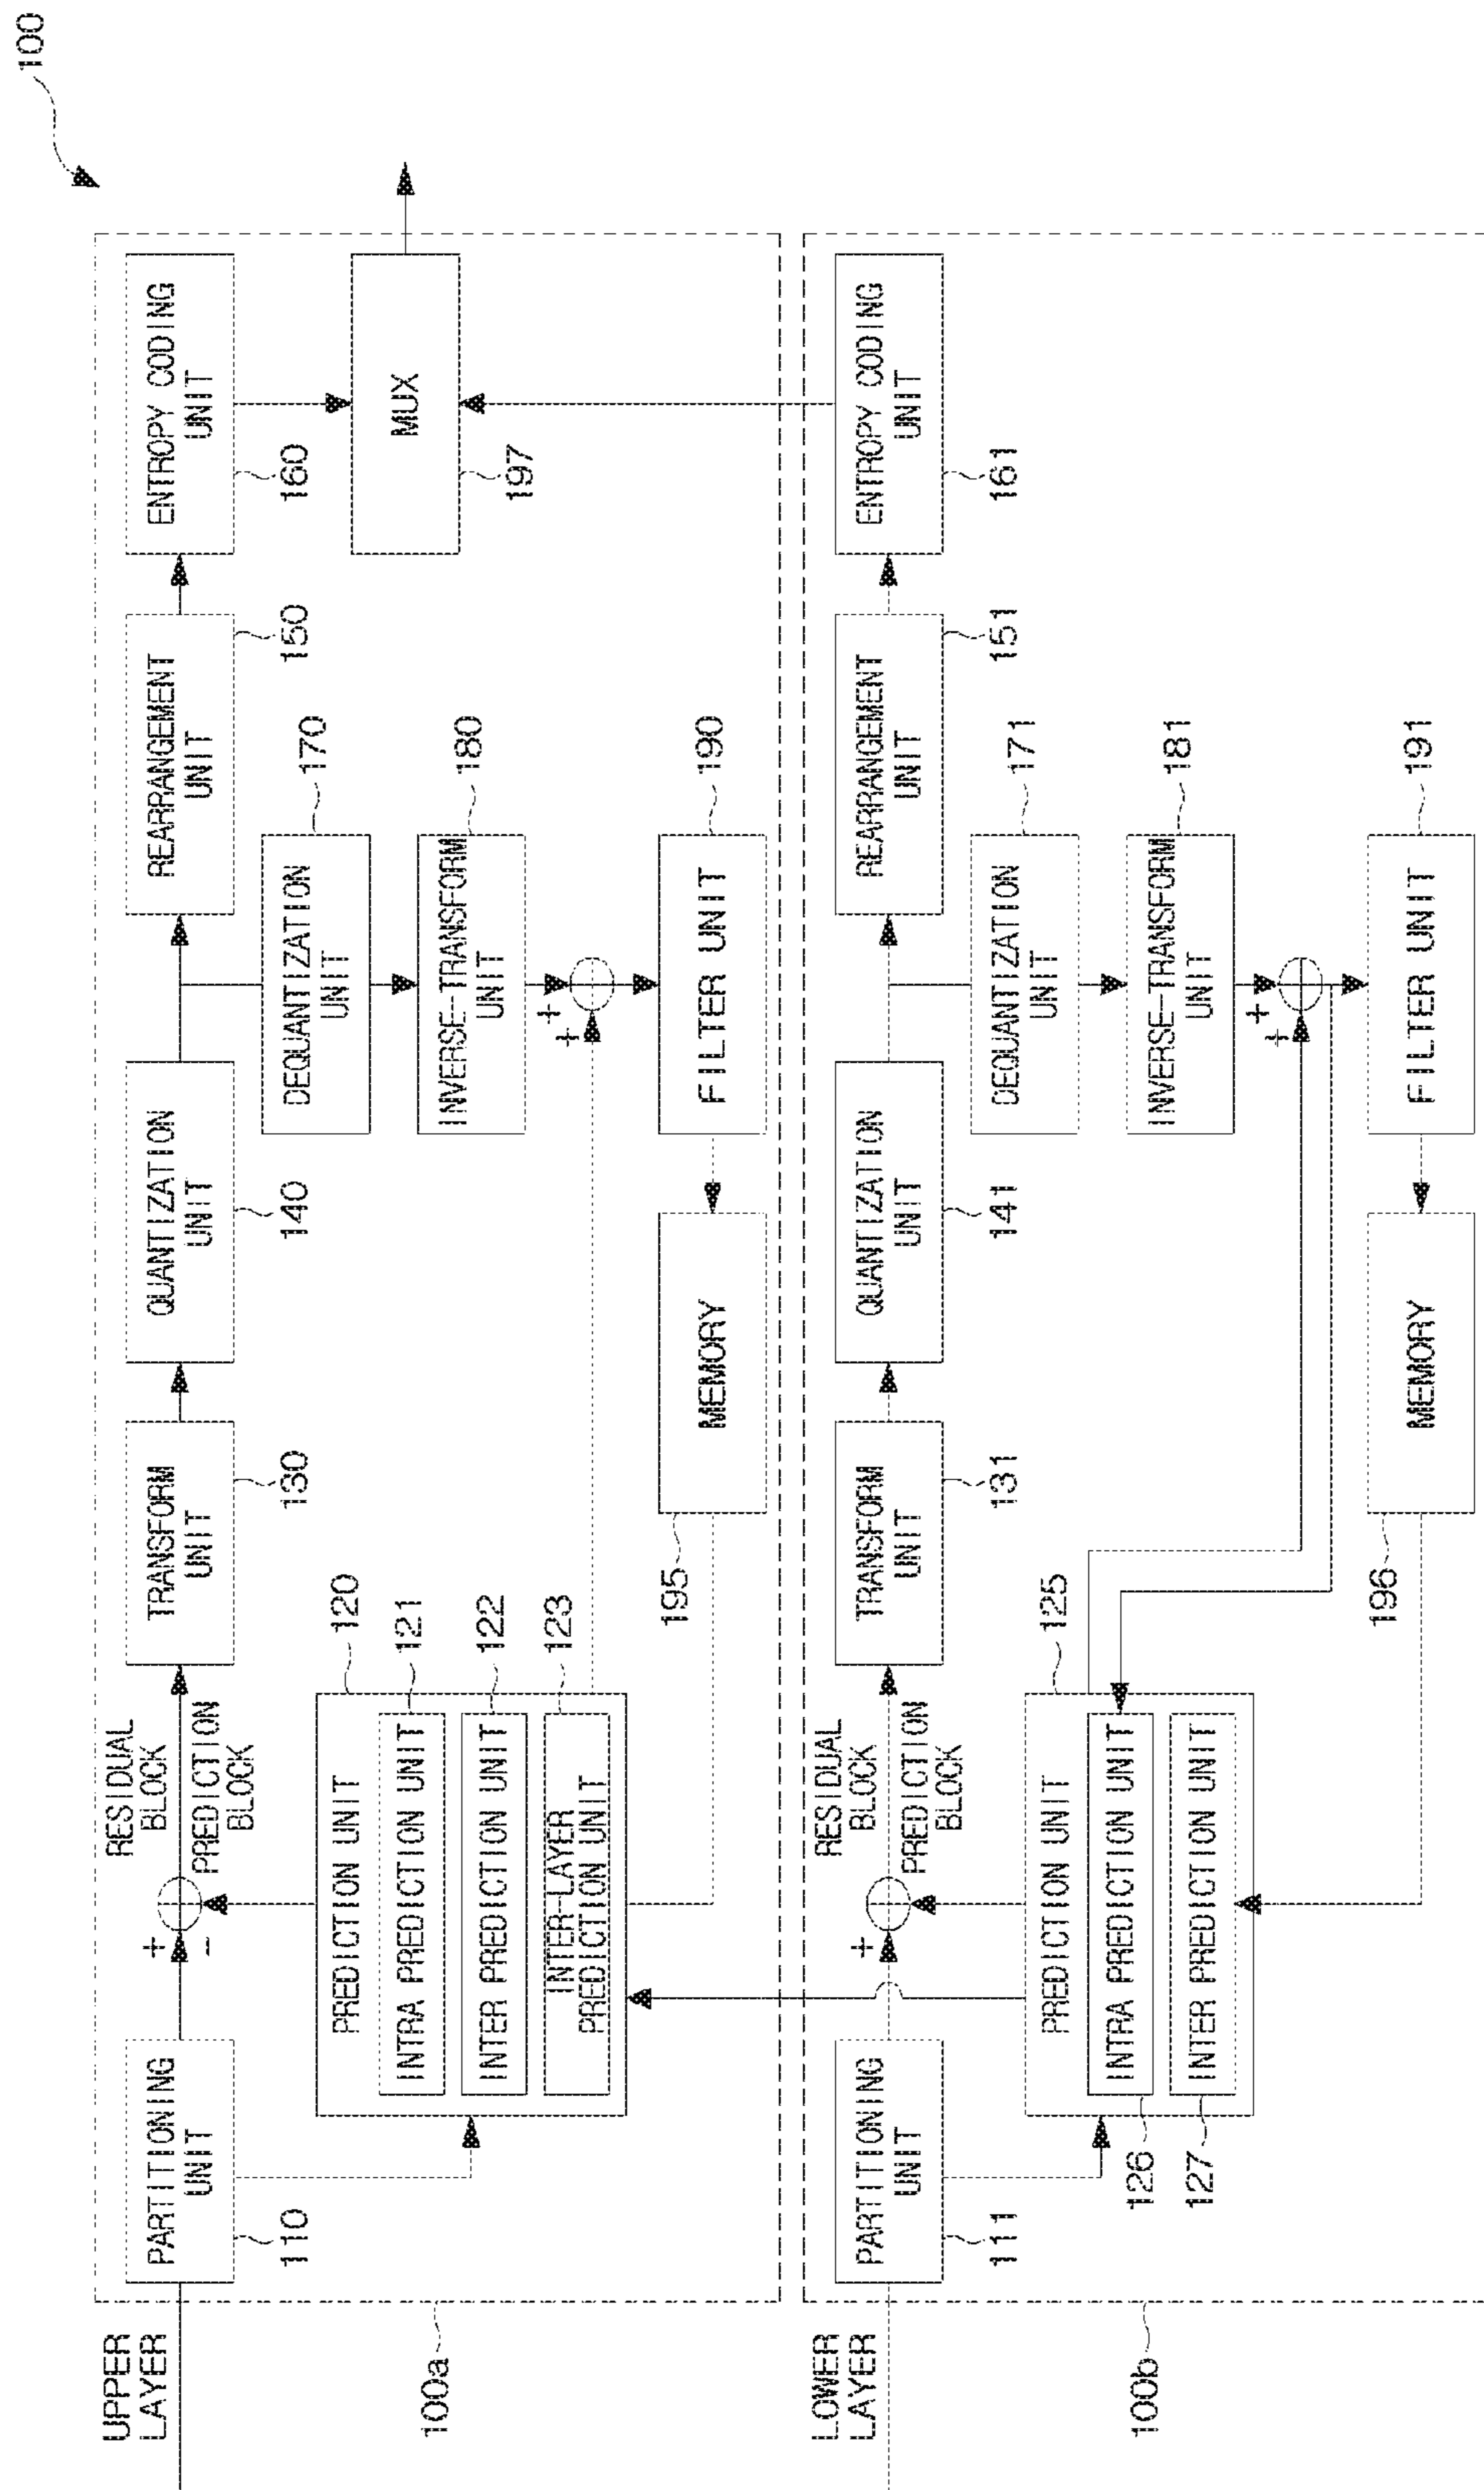 100
UPPER
LAYER
100a
PARTITIONING
UNIT
110
+
-
RESIDUAL
BLOCK
PREDICTION
BLOCK
PREDICTION UNIT
120
INTRA PREDICTION UNIT
121
INTER PREDICTION UNIT
122
INTER-LAYER
PREDICTION UNIT
123
TRANSFORM
UNIT
130
QUANTIZATION
UNIT
140
REARRANGEMENT
UNIT
150
ENTROPY CODING
UNIT
160
MUX
197
DEQUANTIZATION
UNIT
170
INVERSE-TRANSFORM
UNIT
180
+
+
FILTER UNIT
190
MEMORY
195
LOWER
LAYER
100b
PARTITIONING
UNIT
111
+
RESIDUAL
BLOCK
PREDICTION
BLOCK
PREDICTION UNIT
125
INTRA PREDICTION UNIT
126
INTER PREDICTION UNIT
127
TRANSFORM
UNIT
131
QUANTIZATION
UNIT
141
REARRANGEMENT
UNIT
151
ENTROPY CODING
UNIT
161
DEQUANTIZATION
UNIT
171
INVERSE-TRANSFORM
UNIT
181
+
+
FILTER UNIT
191
MEMORY
196